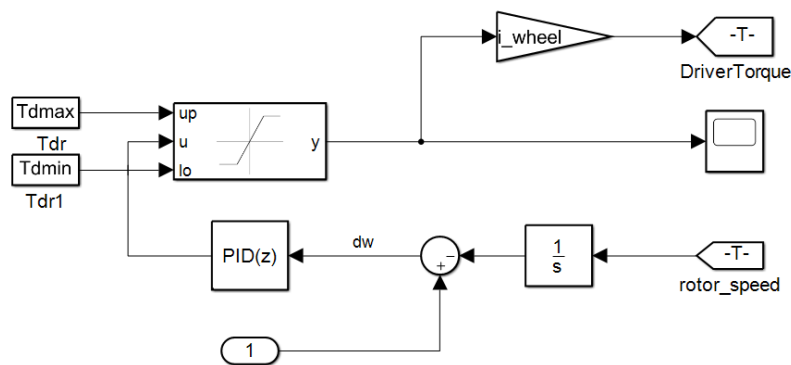 i_wheel
-T-
DriverTorque
Tdmax
Tdr
Tdmin
Tdr1
up
u
lo
y
PID(z)
dw
+
−
1
s
-T-
rotor_speed
1